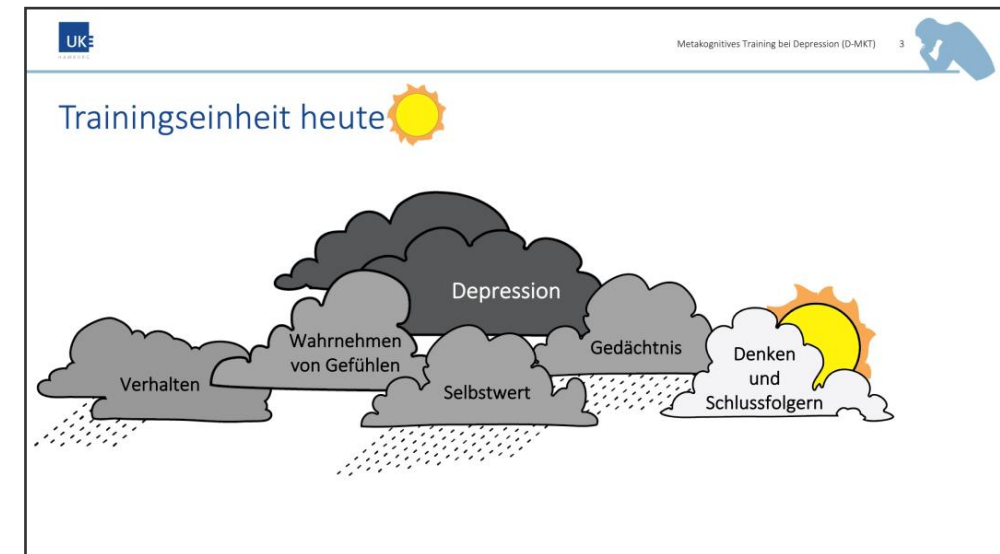 UKE
HAMBURG
Metakognitives Training bei Depression (D-MKT) 3
Trainingseinheit heute
Depression
Wahrnehmen
von Gefühlen
Gedächtnis
Denken
und
Schlussfolgern
Verhalten
Selbstwert